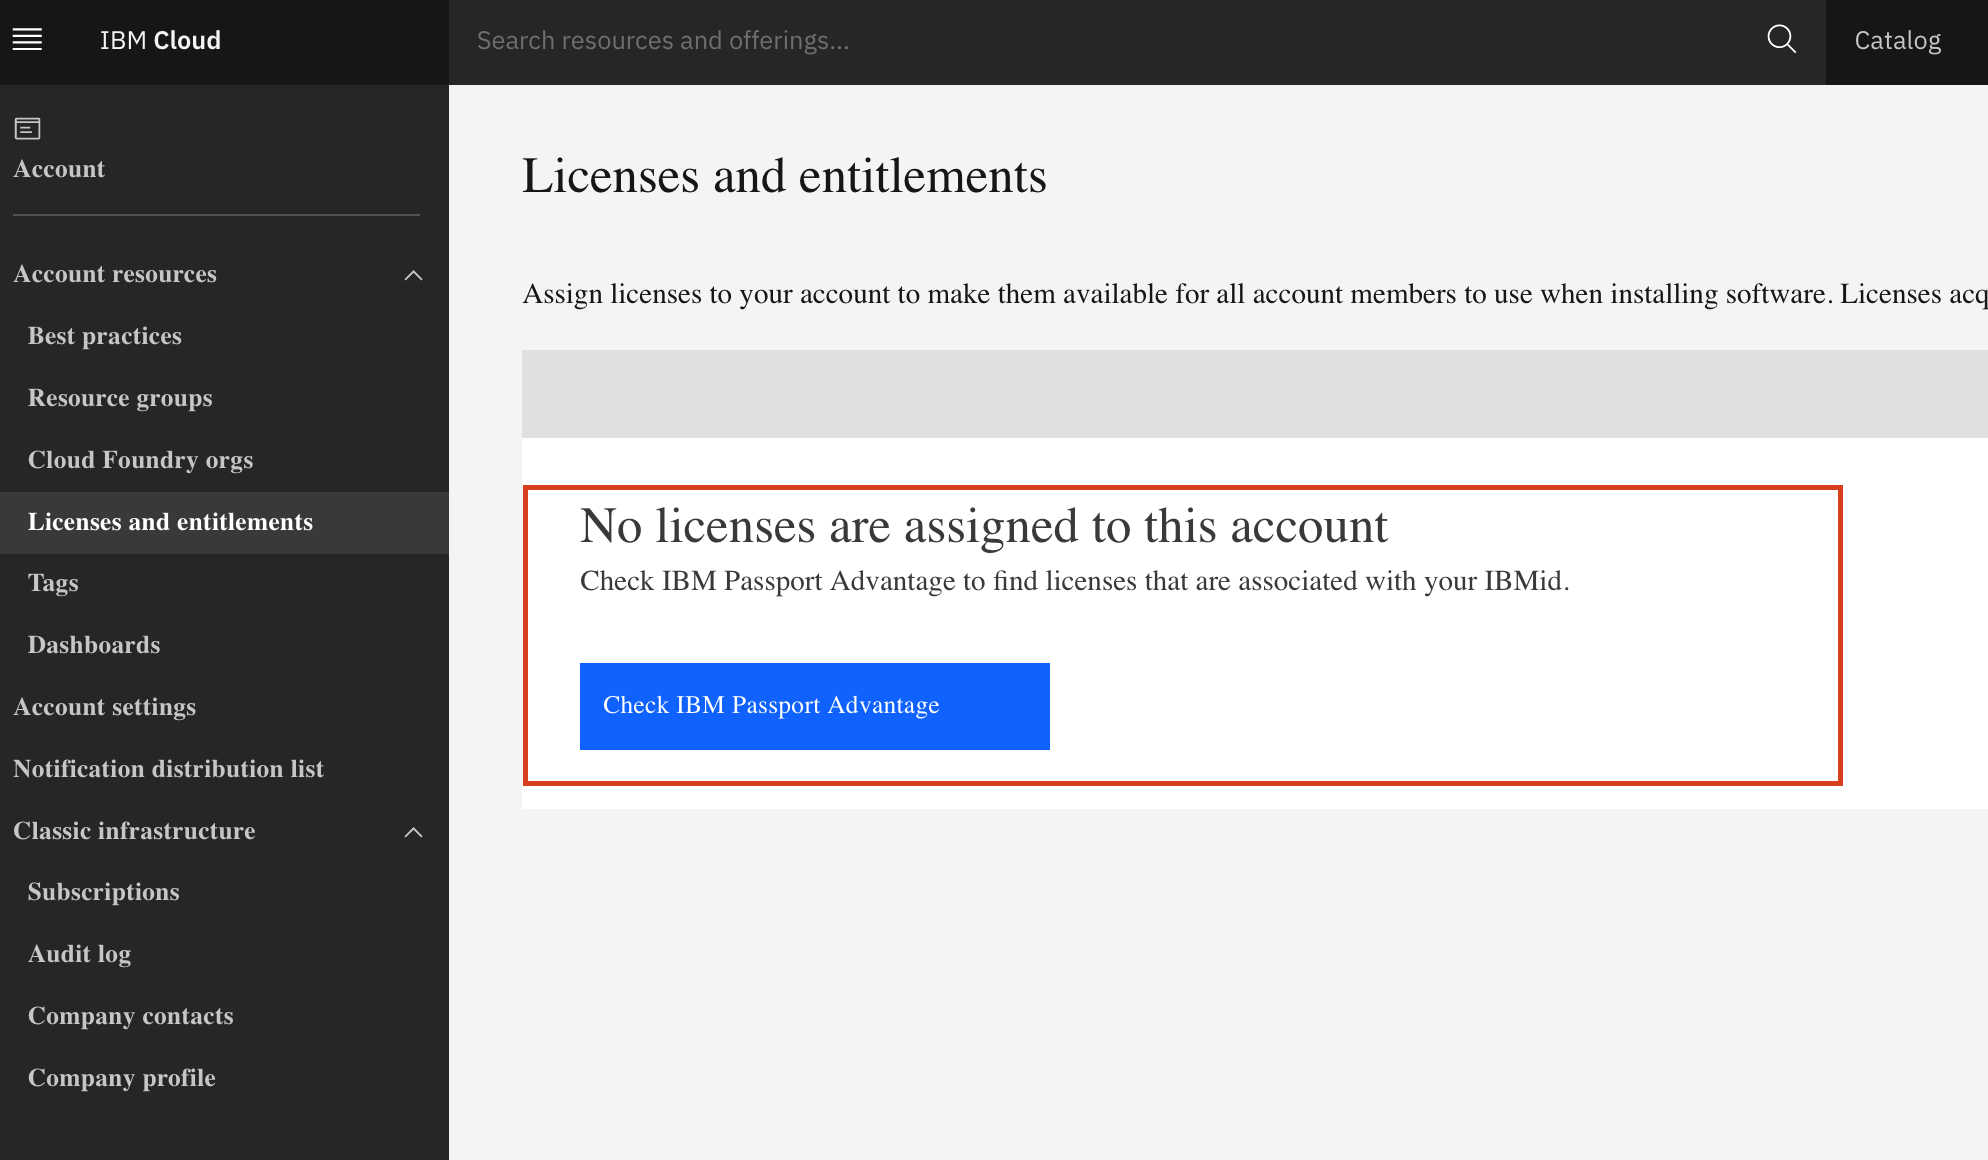 IBM Cloud
Search resources and offerings...
Catalog
Account
Account resources
Best practices
Resource groups
Cloud Foundry orgs
Licenses and entitlements
Tags
Dashboards
Account settings
Notification distribution list
Classic infrastructure
Subscriptions
Audit log
Company contacts
Company profile
Licenses and entitlements
Assign licenses to your account to make them available for all account members to use when installing software. Licenses acq
No licenses are assigned to this account
Check IBM Passport Advantage to find licenses that are associated with your IBMid.
Check IBM Passport Advantage